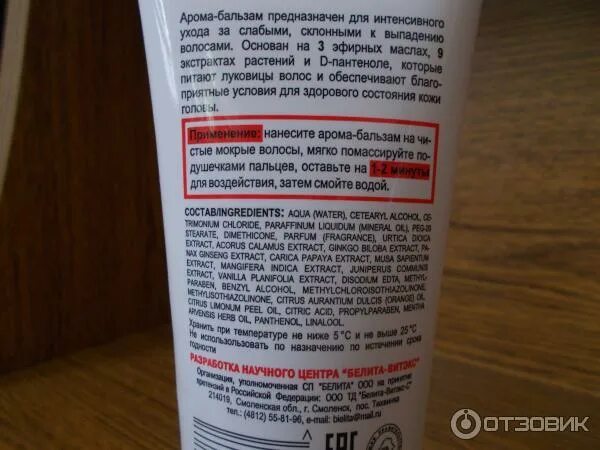 Арома-бальзам предназначен для интенсивного
ухода за слабыми, склонными к выпадению
волосами. Основан на 3 эфирных маслах, 9
экстрактах растений и D-пантеноле, которые
питают луковицы волос и обеспечивают благо-
приятные условия для здорового состояния кожи
головы.
Применение: нанесите арома-бальзам на чи-
стые мокрые волосы, мягко помассируйте по-
душечками пальцев, оставьте на 1-2 минуты
для воздействия, затем смойте водой.
СОСТАВ/INGREDIENTS: AQUA (WATER), CETEARYL ALCOHOL, CE-
TRIMONIUM CHLORIDE, PARAFFINUM LIQUIDUM (MINERAL OIL), PEG-20
STEARATE, DIMETHICONE, PARFUM (FRAGRANCE), URTICA DIOICA
EXTRACT, ACORUS CALAMUS EXTRACT, GINKGO BILOBA EXTRACT, PA-
NAX GINSENG EXTRACT, CARICA PAPAYA EXTRACT, MUSA SAPIENTUM
EXTRACT, MANGIFERA INDICA EXTRACT, JUNIPERUS COMMUNIS
EXTRACT, VANILLA PLANIFOLIA EXTRACT, DISODIUM EDTA, METHYL-
PARABEN, BENZYL ALCOHOL, METHYLCHLOROISOTHIAZOLINONE,
METHYLISOTHIAZOLINONE, CITRUS AURANTIUM DULCIS (ORANGE) OIL,
CITRUS LIMONUM PEEL OIL, CITRIC ACID, PROPYLPARABEN, MENTHA
ARVENSIS HERB OIL, PANTHENOL, LINALOOL.
Хранить при температуре не ниже 5°С и не выше 25°С
Не использовать по назначению по истечении срока
годности
РАЗРАБОТКА НАУЧНОГО ЦЕНТРА "БЕЛИТА-ВИТЭКС"
Организация, уполномоченная СП "БЕЛИТА" ООО на принятие
претензий в Российской Федерации: ООО ТД "Белита-Витэкс-С"
214019, Смоленская обл., г. Смоленск, пос. Тихвинка
тел.: (4812) 55-81-96, e-mail: bielita@mail.ru
EAC
ОТЗОВИК